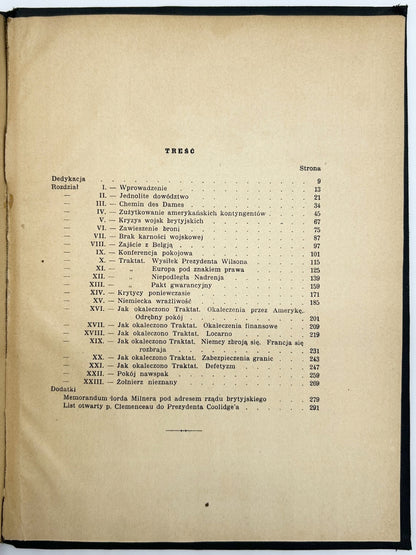 TREŚĆ
Strona
Dedykacja . . . . . . . . . . . 9
Rozdział I. — Wprowadzenie . . . . . . . . 13
— II. — Jednolite dowództwo . . . . . . . 21
— III. — Chemin des Dames . . . . . . . 34
— IV. — Zużytkowanie amerykańskich kontyngentów . . . 45
— V. — Kryzys wojsk brytyjskich . . . . . . 67
— VI. — Zawieszenie broni . . . . . . . 75
— VII. — Brak karności wojskowej . . . . . . 87
— VIII. — Zajście z Belgją . . . . . . . 97
— IX. — Konferencja pokojowa . . . . . . 101
— X. — Traktat. Wysiłek Prezydenta Wilsona . . . . 115
— XI. — „ Europa pod znakiem prawa . . . . 125
— XII. — „ Niepodległa Nadrenja . . . . . 139
— XIII. — „ Pakt gwarancyjny . . . . . 159
— XIV. — Krytycy poniewczasie . . . . . . 171
— XV. — Niemiecka wrażliwość . . . . . . 185
— XVI. — Jak okaleczono Traktat. Okaleczenia przez Amerykę.
Odrębny pokój . . . . . . . 201
— XVII. — Jak okaleczono Traktat. Okaleczenia finansowe . . 209
— XVIII. — Jak okaleczono Traktat. Locarno . . . . 219
— XIX. — Jak okaleczono Traktat. Niemcy zbroją się, Francja się
rozbraja . . . . . . . . 231
— XX. — Jak okaleczono Traktat. Zabezpieczenia granic . . 243
— XXI. — Jak okaleczono Traktat. Defetyzm . . . . 247
— XXII. — Pokój nawspak . . . . . . . 259
— XXIII. — Żołnierz nieznany . . . . . . . 269
Dodatki
Memorandum lorda Milnera pod adresem rządu brytyjskiego . . 279
List otwarty p. Clemenceau do Prezydenta Coolidge'a . . . 291